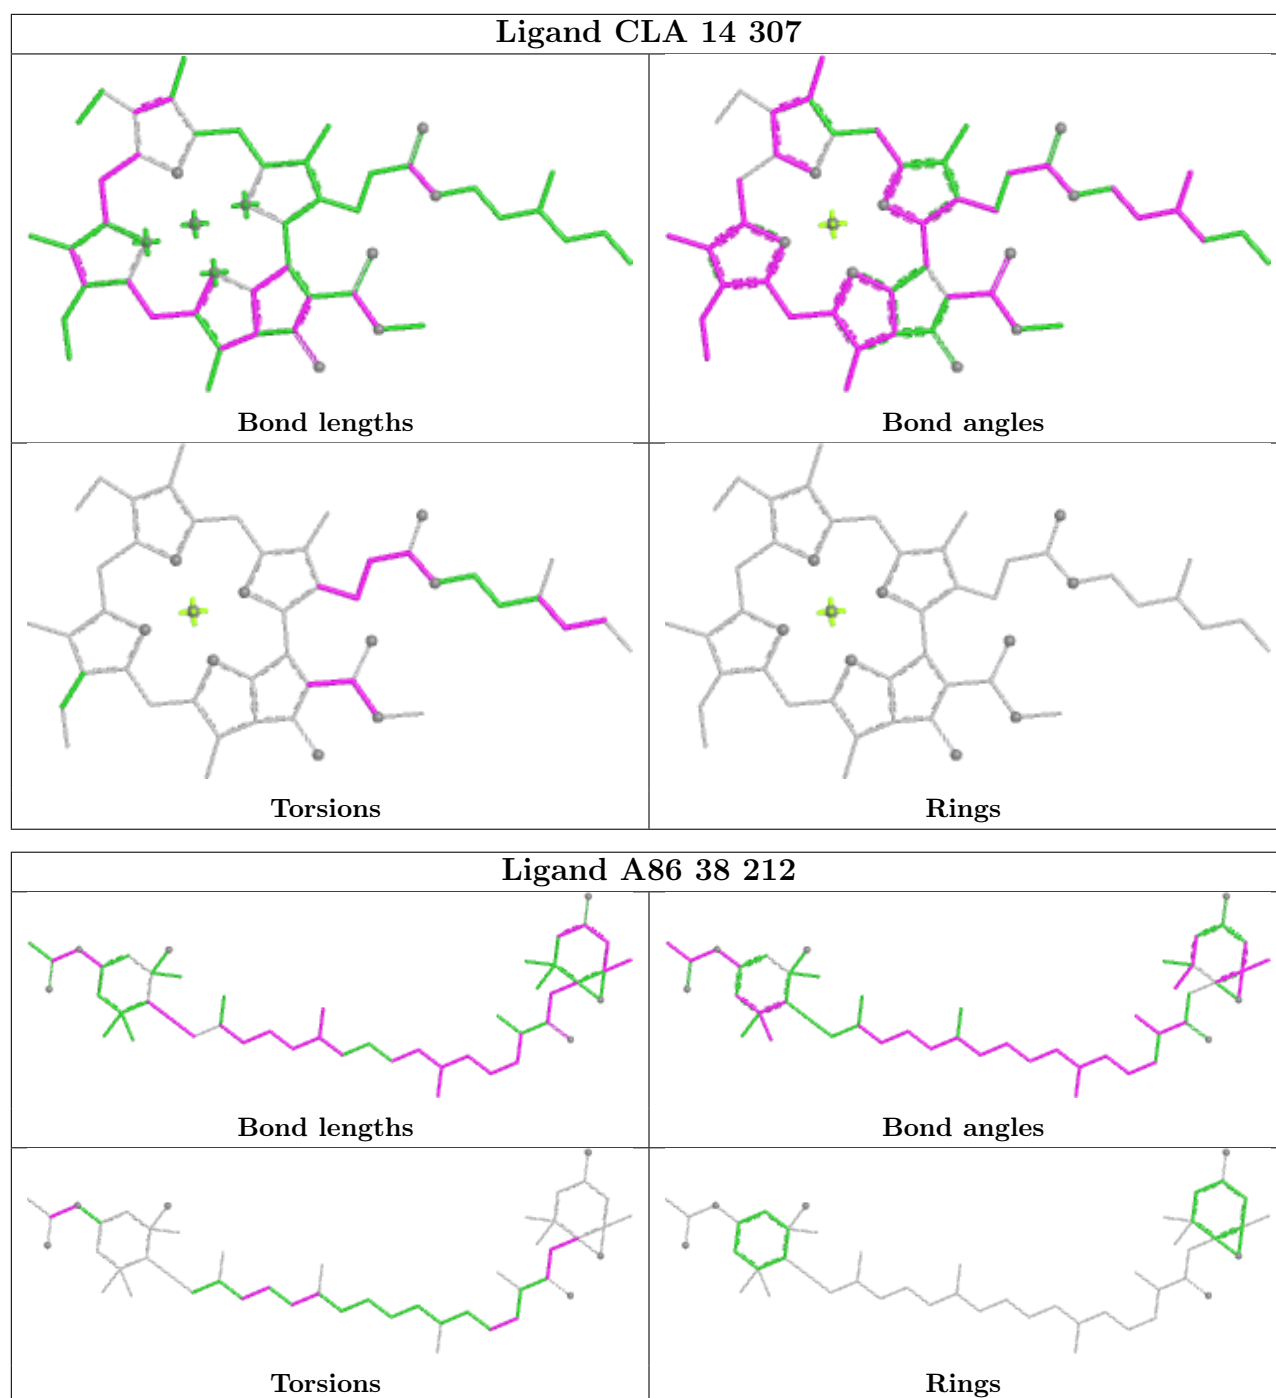 Ligand CLA 14 307
Bond lengths
Bond angles
Torsions
Rings
Ligand A86 38 212
Bond lengths
Bond angles
Torsions
Rings